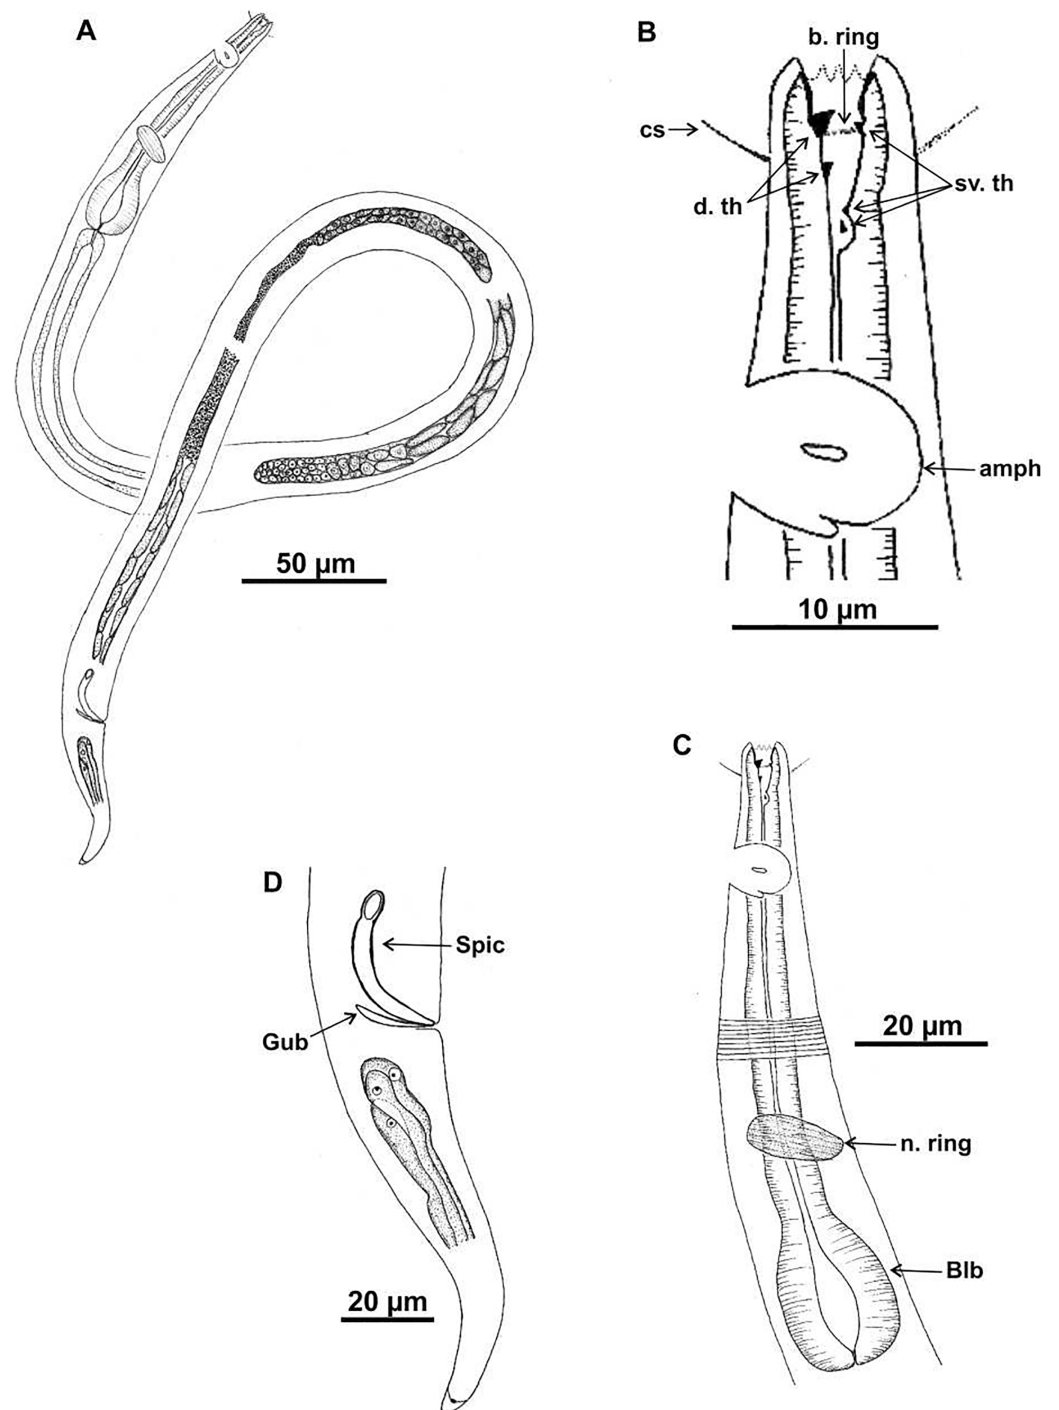 A
50 µm
B
b. ring
cs
d. th
sv. th
amph
10 µm
C
20 µm
n. ring
Blb
D
Spic
Gub
20 µm